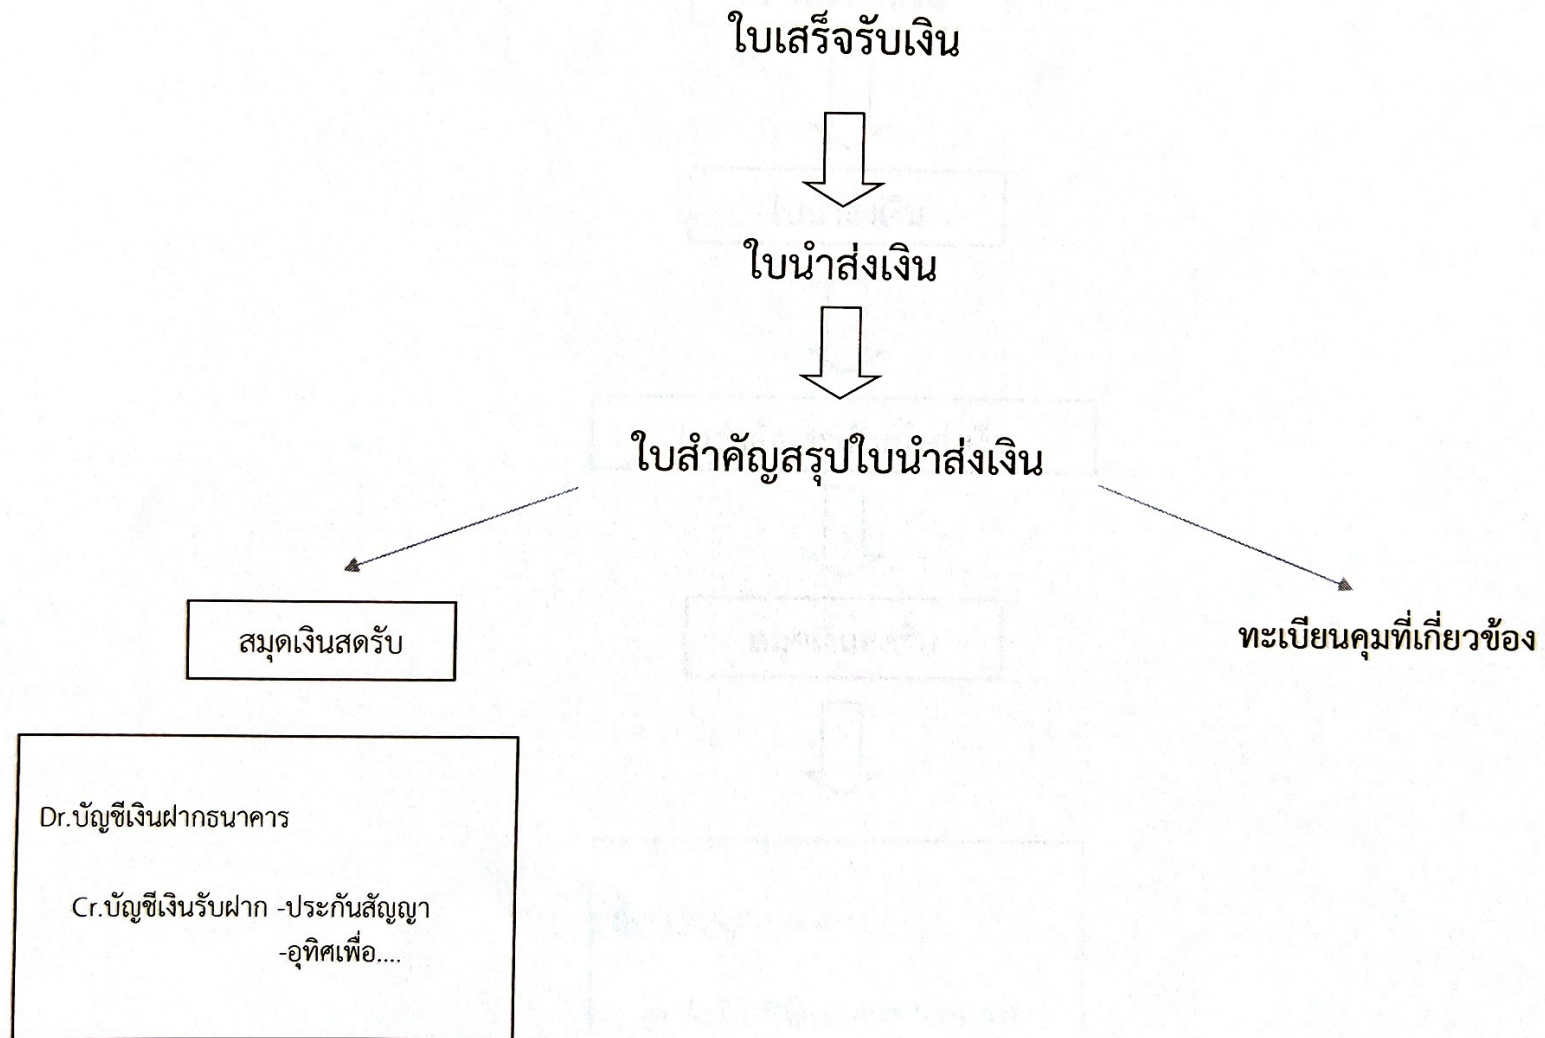 ใบเสร็จรับเงิน
ใบนำส่งเงิน
ใบสำคัญสรุปใบนำส่งเงิน
สมุดเงินสดรับ
ทะเบียนคุมที่เกี่ยวข้อง
Dr.บัญชีเงินฝากธนาคาร
Cr.บัญชีเงินรับฝาก -ประกันสัญญา
-อุทิศเพื่อ....